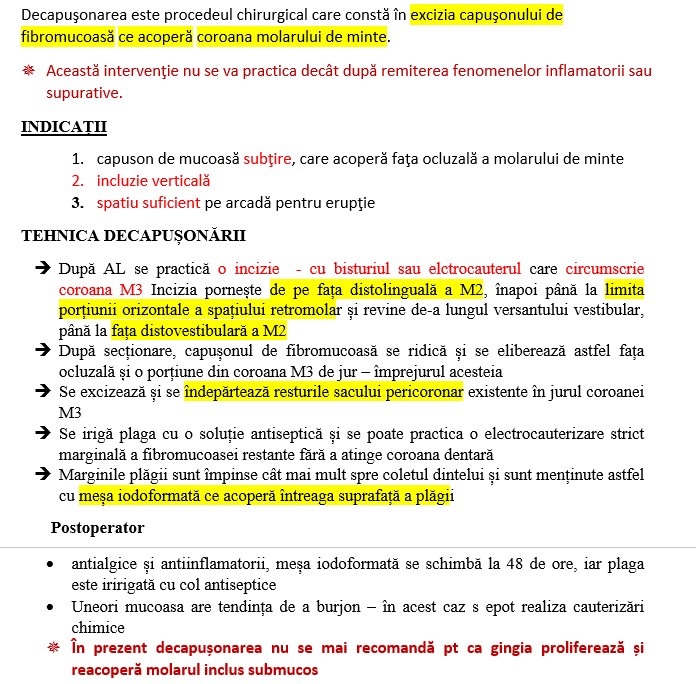 Decapuşonarea este procedeul chirurgical care constă în excizia capuşonului de
fibromucoasă ce acoperă coroana molarului de minte.
Această intervenţie nu se va practica decât după remiterea fenomenelor inflamatorii sau
supurative.
INDICAȚII
1. capuson de mucoasă subţire, care acoperă faţa ocluzală a molarului de minte
2. incluzie verticală
3. spatiu suficient pe arcadă pentru erupţie
TEHNICA DECAPUȘONĂRII
➔ După AL se practică o incizie - cu bisturiul sau elctrocauterul care circumscrie
coroana M3 Incizia pornește de pe fața distolinguală a M2, înapoi până la limita
porțiunii orizontale a spațiului retromolar și revine de-a lungul versantului vestibular,
până la fața distovestibulară a M2
➔ După secționare, capușonul de fibromucoasă se ridică și se eliberează astfel fața
ocluzală și o porțiune din coroana M3 de jur – împrejurul acesteia
➔ Se excizează și se îndepărtează resturile sacului pericoronar existente în jurul coroanei
M3
➔ Se irigă plaga cu o soluție antiseptică și se poate practica o electrocauterizare strict
marginală a fibromucoasei restante fără a atinge coroana dentară
➔ Marginile plăgii sunt împinse cât mai mult spre coletul dintelui și sunt menținute astfel
cu meșa iodoformată ce acoperă întreaga suprafață a plăgii
Postoperator
• antialgice și antiinflamatorii, meșa iodoformată se schimbă la 48 de ore, iar plaga
este iririgată cu col antiseptice
• Uneori mucoasa are tendința de a burjon – în acest caz s epot realiza cauterizări
chimice
În prezent decapușonarea nu se mai recomandă pt ca gingia proliferează și
reacoperă molarul inclus submucos